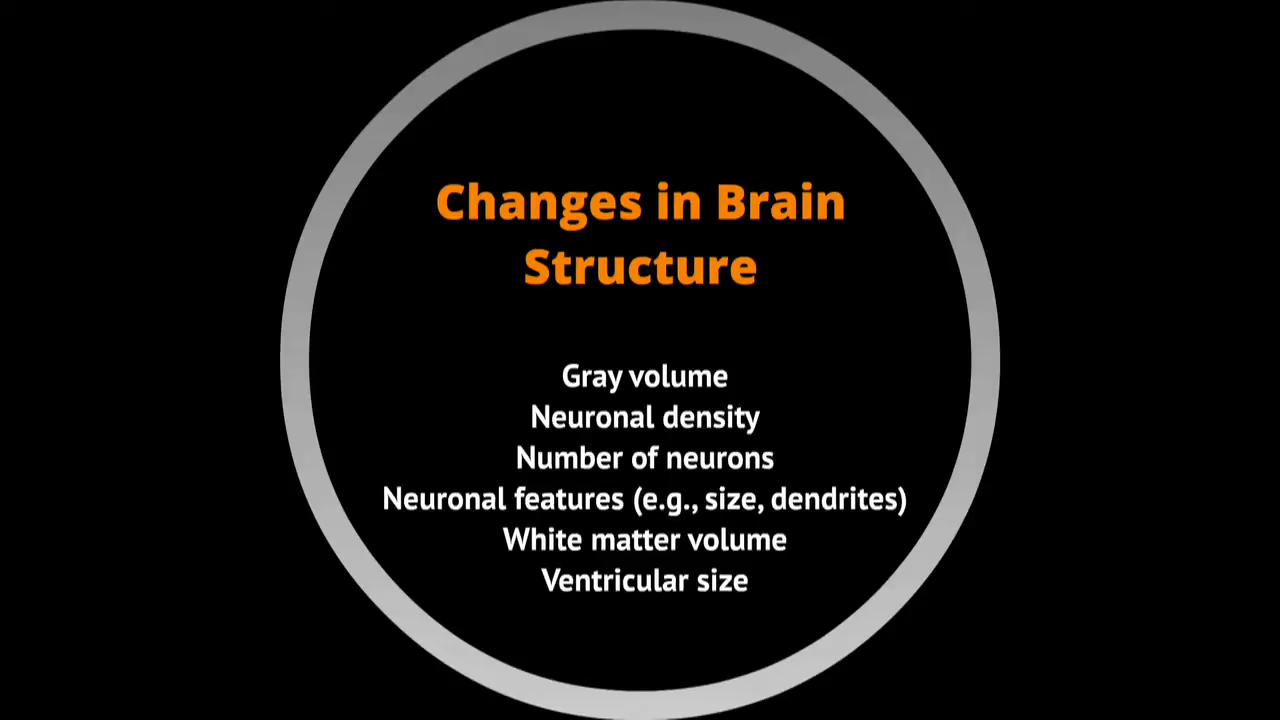 Changes in Brain
Structure
Gray volume
Neuronal density
Number of neurons
Neuronal features (e.g., size, dendrites)
White matter volume
Ventricular size